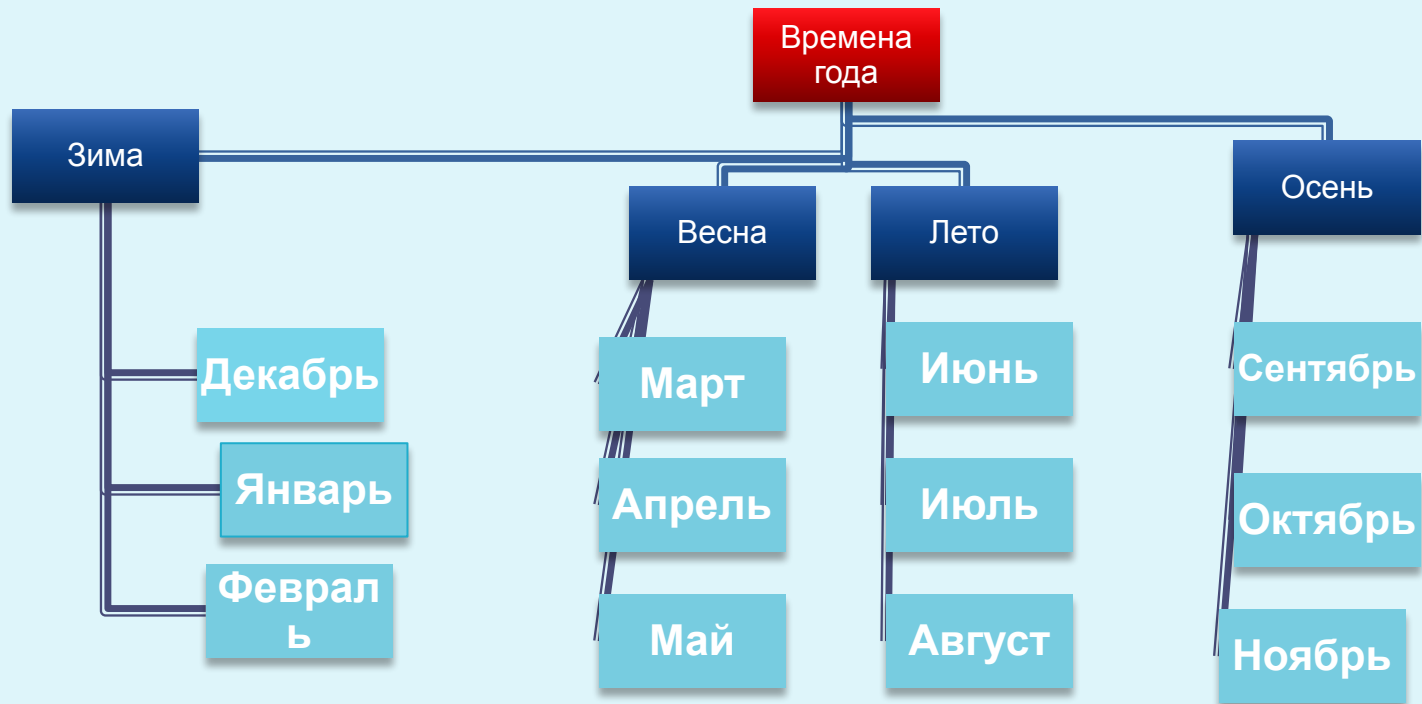 Времена
года
Зима
Весна
Лето
Осень
Декабрь
Январь
Феврал
ь
Март
Апрель
Май
Июнь
Июль
Август
Сентябрь
Октябрь
Ноябрь